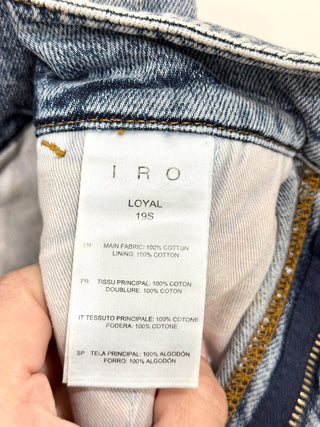 IRO
LOYAL
19S
EN MAIN FABRIC: 100% COTTON
LINING: 100% COTTON
FR TISSU PRINCIPAL: 100% COTON
DOUBLURE: 100% COTON
IT TESSUTO PRINCIPALE: 100% COTONE
FODERA: 100% COTONE
SP TELA PRINCIPAL: 100% ALGODÓN
FORRO: 100% ALGODÓN